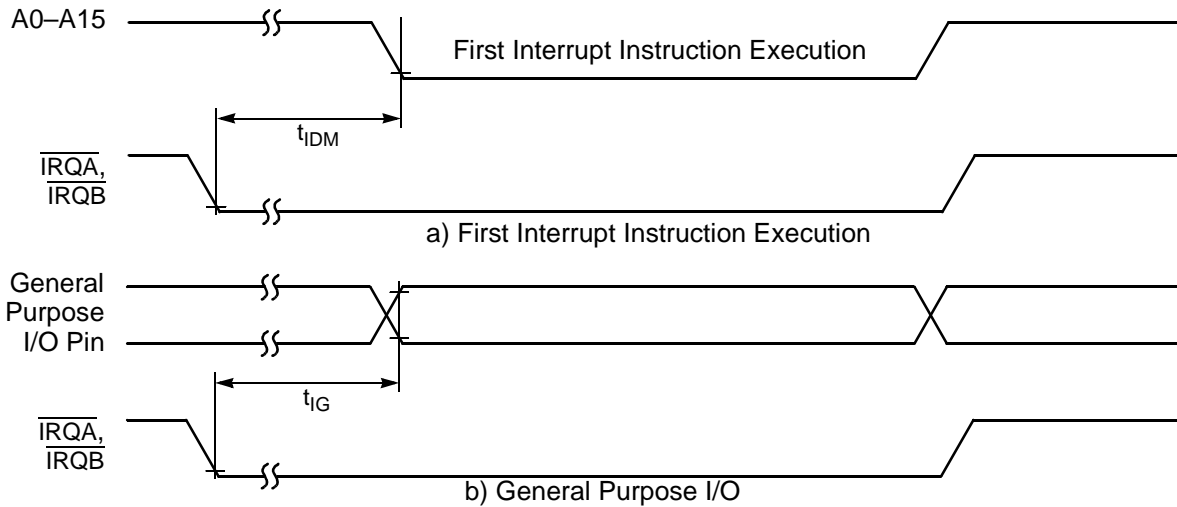 A0–A15
First Interrupt Instruction Execution
tIDM
IRQA,
IRQB
a) First Interrupt Instruction Execution
General
Purpose
I/O Pin
tIG
IRQA,
IRQB
b) General Purpose I/O